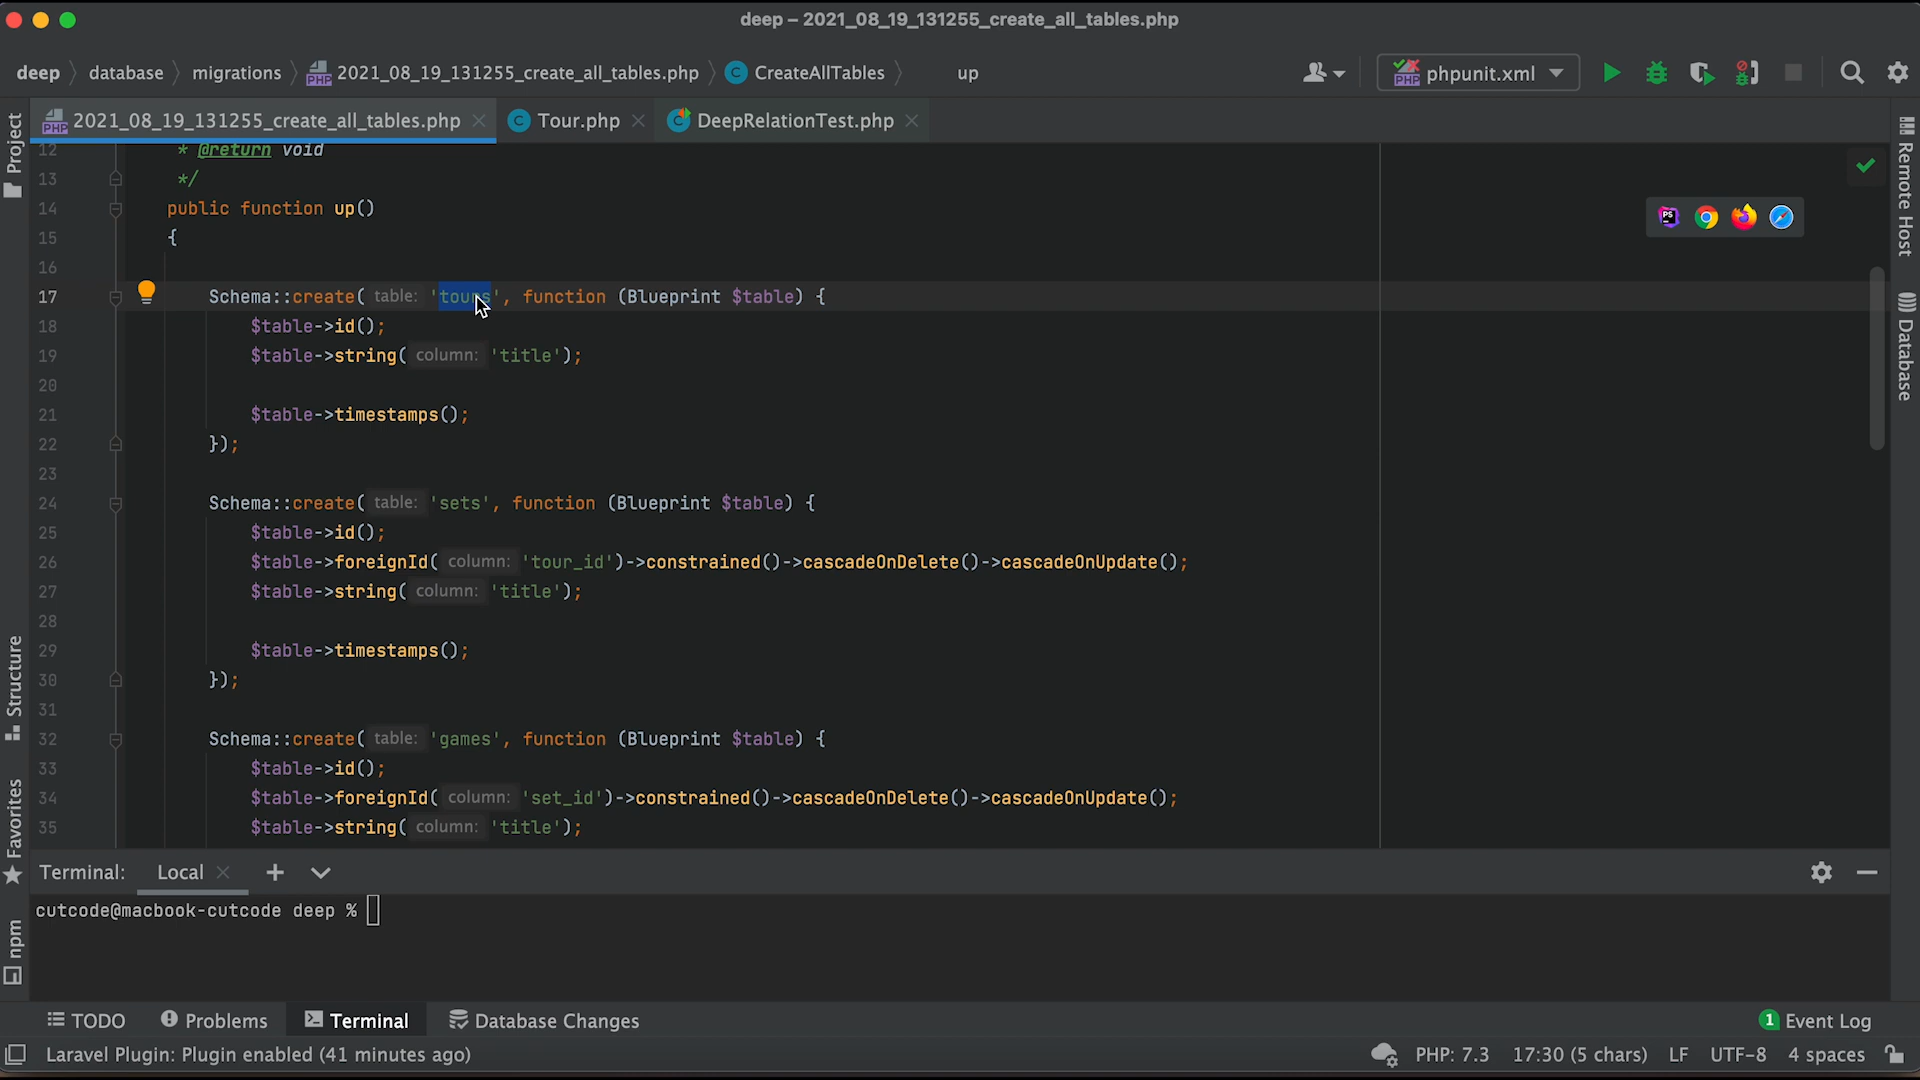 deep – 2021_08_19_131255_create_all_tables.php
deep database migrations 2021_08_19_131255_create_all_tables.php CreateAllTables up phpunit.xml
2021_08_19_131255_create_all_tables.php Tour.php DeepRelationTest.php
12 * @return void
13 */
14 public function up()
15 {
16
17 Schema::create( table: 'tours', function (Blueprint $table) {
18 $table->id();
19 $table->string( column: 'title');
20
21 $table->timestamps();
22 });
23
24 Schema::create( table: 'sets', function (Blueprint $table) {
25 $table->id();
26 $table->foreignId( column: 'tour_id')->constrained()->cascadeOnDelete()->cascadeOnUpdate();
27 $table->string( column: 'title');
28
29 $table->timestamps();
30 });
31
32 Schema::create( table: 'games', function (Blueprint $table) {
33 $table->id();
34 $table->foreignId( column: 'set_id')->constrained()->cascadeOnDelete()->cascadeOnUpdate();
35 $table->string( column: 'title');
Project
Structure
Favorites
npm
Remote Host
Database
Terminal: Local
cutcode@macbook-cutcode deep %
TODO Problems Terminal Database Changes 1 Event Log
Laravel Plugin: Plugin enabled (41 minutes ago) PHP: 7.3 17:30 (5 chars) LF UTF-8 4 spaces